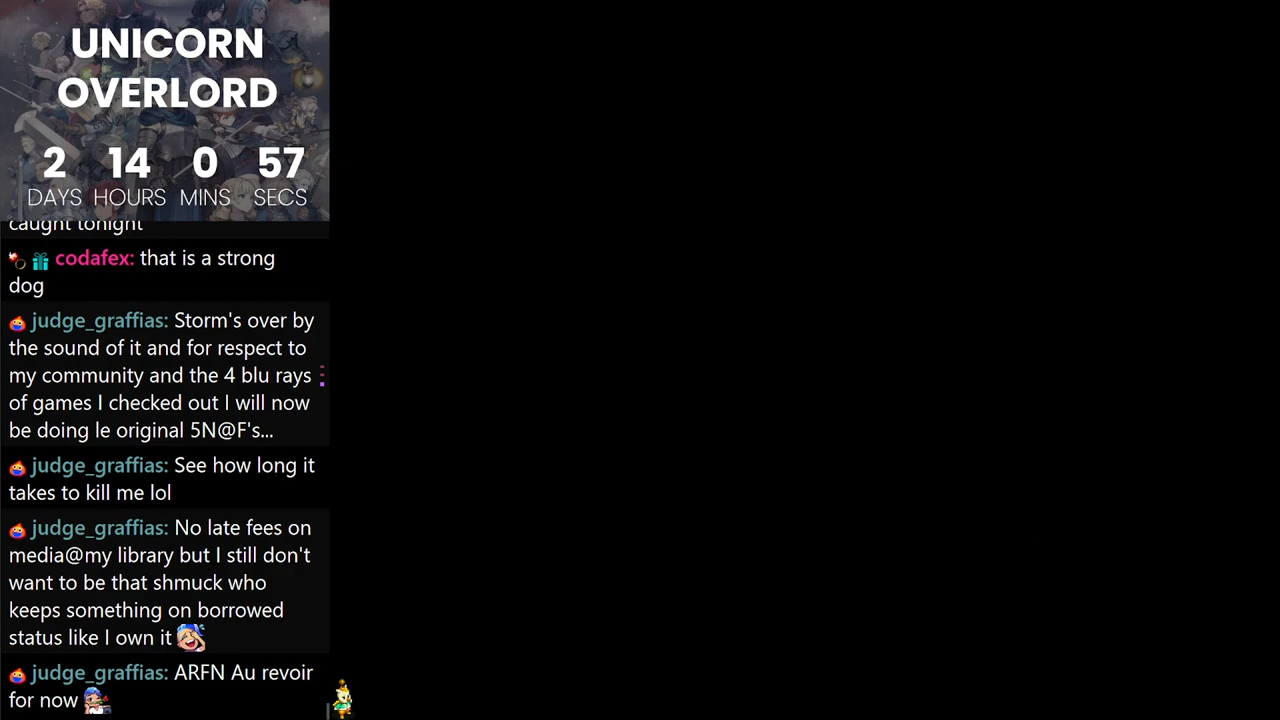 UNICORN
OVERLORD
2 14 0 57
DAYS HOURS MINS SECS
caught tonight
codafex: that is a strong
dog
judge_graffias: Storm's over by
the sound of it and for respect to
my community and the 4 blu rays
of games I checked out I will now
be doing le original 5N@F's...
judge_graffias: See how long it
takes to kill me lol
judge_graffias: No late fees on
media@my library but I still don't
want to be that shmuck who
keeps something on borrowed
status like I own it
judge_graffias: ARFN Au revoir
for now